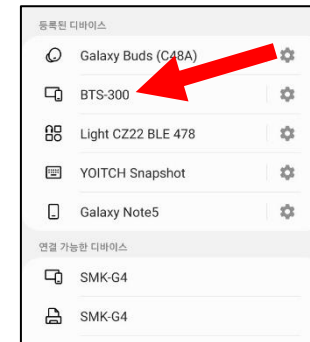 등록된 디바이스
Galaxy Buds (C48A)
BTS-300
Light CZ22 BLE 478
YOITCH Snapshot
Galaxy Note5
연결 가능한 디바이스
SMK-G4
SMK-G4